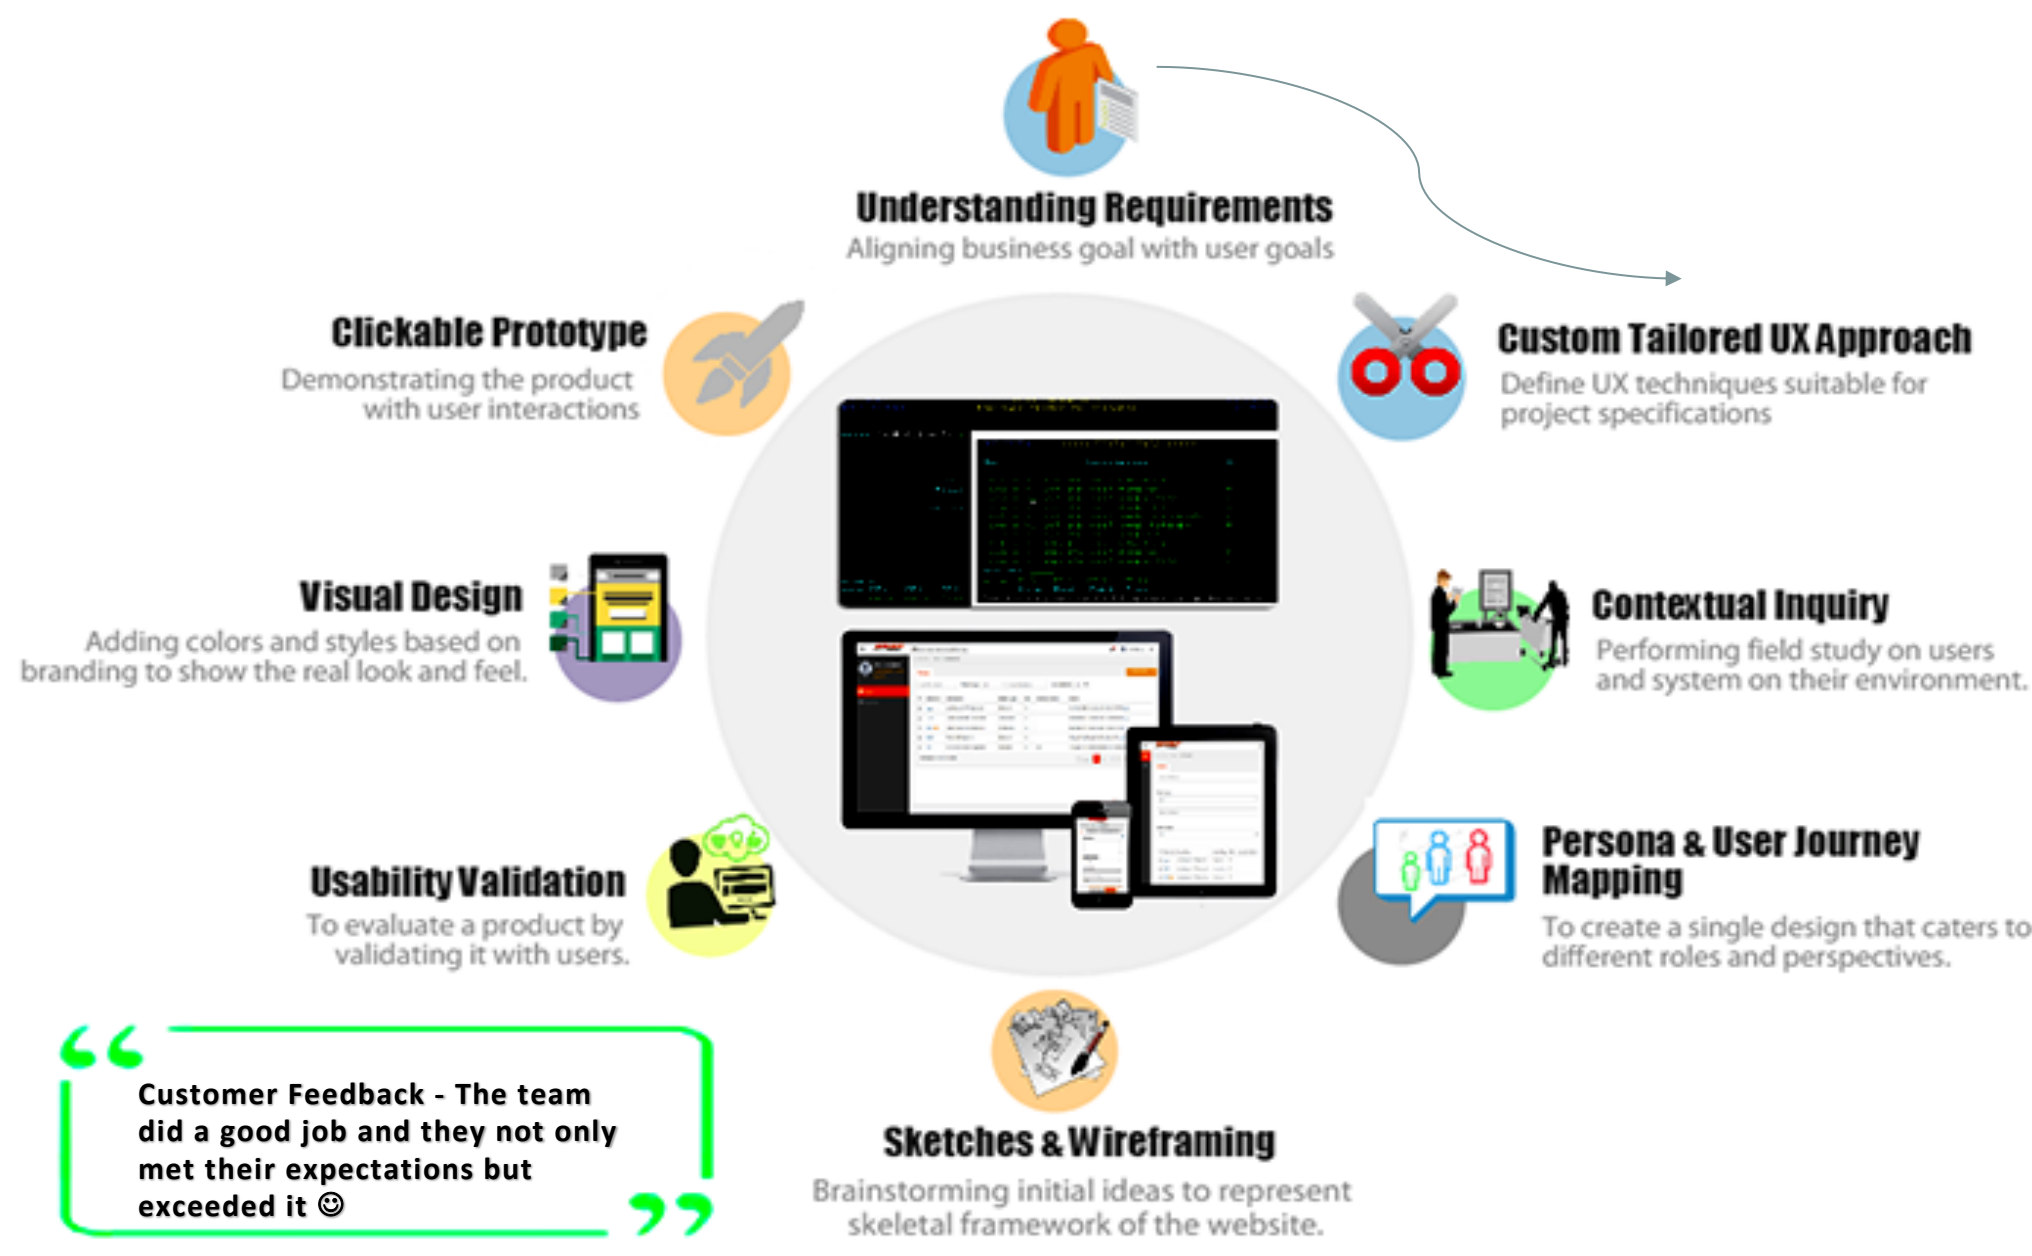 Understanding Requirements
Aligning business goal with user goals
Custom Tailored UX Approach
Define UX techniques suitable for
project specifications
Contextual Inquiry
Performing field study on users
and system on their environment.
Persona & User Journey
Mapping
To create a single design that caters to
different roles and perspectives.
Sketches & Wireframing
Brainstorming initial ideas to represent
skeletal framework of the website.
Usability Validation
To evaluate a product by
validating it with users.
Visual Design
Adding colors and styles based on
branding to show the real look and feel.
Clickable Prototype
Demonstrating the product
with user interactions
Customer Feedback - The team
did a good job and they not only
met their expectations but
exceeded it ☺